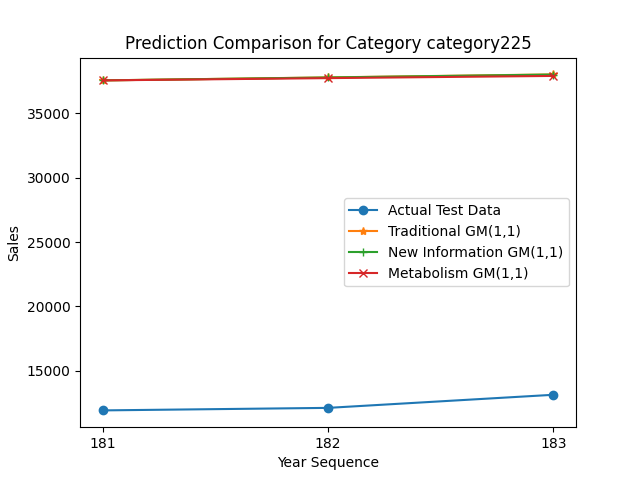 Prediction Comparison for Category category225
35000
30000
25000
20000
15000
Sales
Actual Test Data
Traditional GM(1,1)
New Information GM(1,1)
Metabolism GM(1,1)
181 182 183
Year Sequence